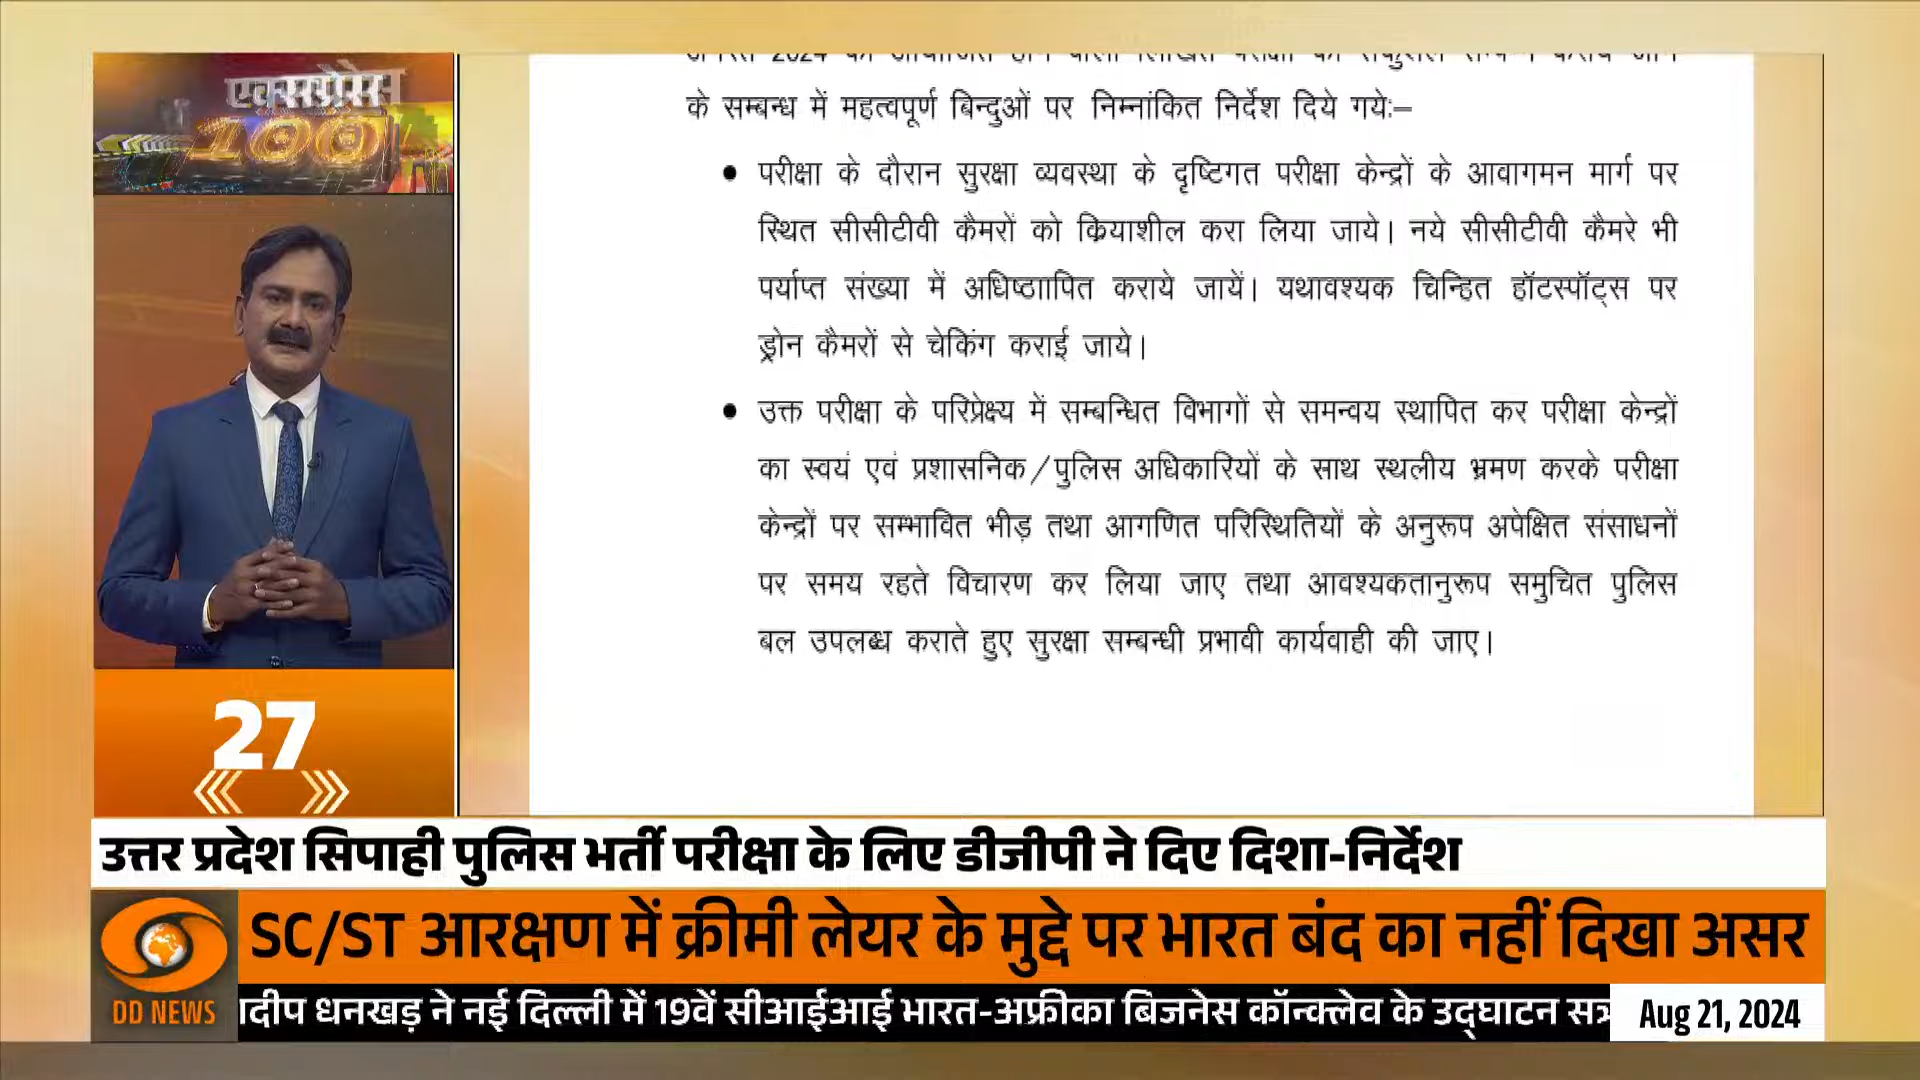 एक्सप्रेस
100
27
2024
के सम्बन्ध में महत्वपूर्ण बिन्दुओं पर निम्नांकित निर्देश दिये गये:–
• परीक्षा के दौरान सुरक्षा व्यवस्था के दृष्टिगत परीक्षा केन्द्रों के आवागमन मार्ग पर
स्थित सीसीटीवी कैमरों को क्रियाशील करा लिया जाये। नये सीसीटीवी कैमरे भी
पर्याप्त संख्या में अधिष्ठाापित कराये जायें। यथावश्यक चिन्हित हॉटस्पॉट्स पर
ड्रोन कैमरों से चेकिंग कराई जाये।
• उक्त परीक्षा के परिप्रेक्ष्य में सम्बन्धित विभागों से समन्वय स्थापित कर परीक्षा केन्द्रों
का स्वयं एवं प्रशासनिक/पुलिस अधिकारियों के साथ स्थलीय भ्रमण करके परीक्षा
केन्द्रों पर सम्भावित भीड़ तथा आगणित परिस्थितियों के अनुरूप अपेक्षित संसाधनों
पर समय रहते विचारण कर लिया जाए तथा आवश्यकतानुरूप समुचित पुलिस
बल उपलब्ध कराते हुए सुरक्षा सम्बन्धी प्रभावी कार्यवाही की जाए।
उत्तर प्रदेश सिपाही पुलिस भर्ती परीक्षा के लिए डीजीपी ने दिए दिशा-निर्देश
SC/ST आरक्षण में क्रीमी लेयर के मुद्दे पर भारत बंद का नहीं दिखा असर
DD NEWS
ादीप धनखड़ ने नई दिल्ली में 19वें सीआईआई भारत-अफ्रीका बिजनेस कॉन्क्लेव के उद्घाटन सत्र
Aug 21, 2024